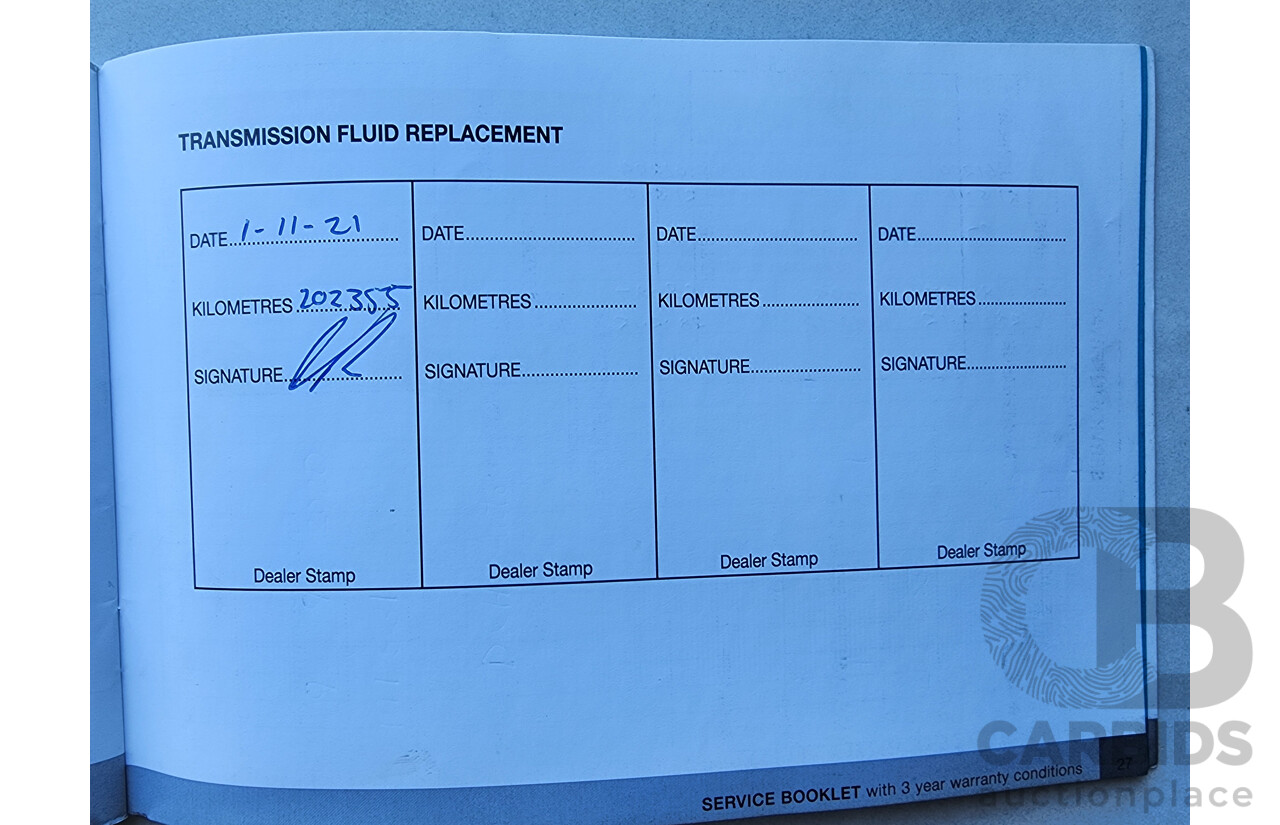 TRANSMISSION FLUID REPLACEMENT
DATE 1-11-21
KILOMETRES 202355
SIGNATURE
Dealer Stamp
DATE
KILOMETRES
SIGNATURE
Dealer Stamp
DATE
KILOMETRES
SIGNATURE
Dealer Stamp
DATE
KILOMETRES
SIGNATURE
Dealer Stamp
SERVICE BOOKLET with 3 year warranty conditions 27
CB
CARBIDS
auctionplace